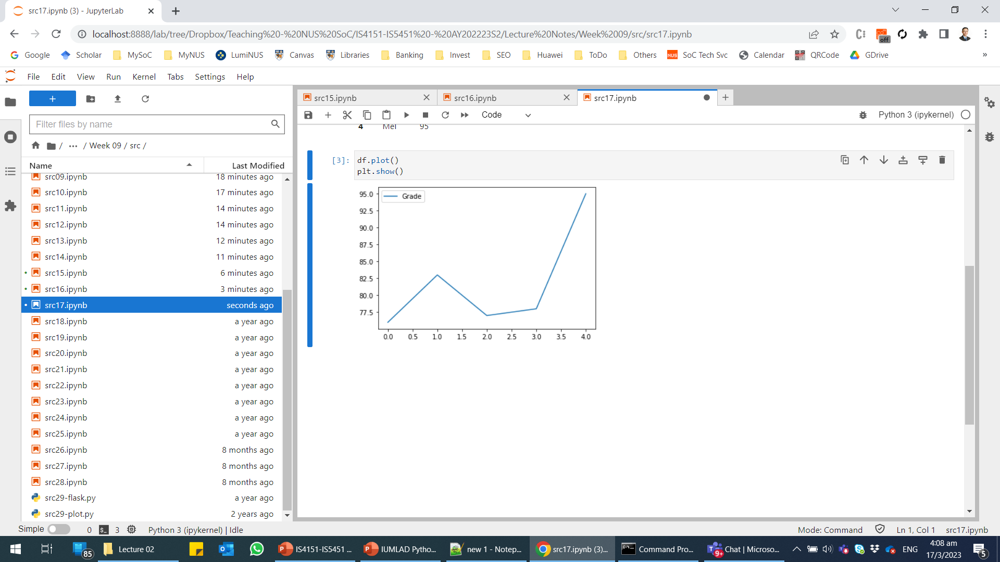 src17.ipynb (3) - JupyterLab
localhost:8888/lab/tree/Dropbox/Teaching%20-%20NUS%20SoC/IS4151-IS5451%20-%20AY202223S2/Lecture%20Notes/Week%2009/src/src17.ipynb
off
Google Scholar MySoC MyNUS LumiNUS Canvas Libraries Banking Invest SEO Huawei ToDo Others NUS SoC Tech Svc Calendar QRCode GDrive »
File Edit View Run Kernel Tabs Settings Help
Filter files by name
/ ··· / Week 09 / src /
Name Last Modified
src09.ipynb 18 minutes ago
src10.ipynb 17 minutes ago
src11.ipynb 14 minutes ago
src12.ipynb 14 minutes ago
src13.ipynb 12 minutes ago
src14.ipynb 11 minutes ago
src15.ipynb 6 minutes ago
src16.ipynb 3 minutes ago
src17.ipynb seconds ago
src18.ipynb a year ago
src19.ipynb a year ago
src20.ipynb a year ago
src21.ipynb a year ago
src22.ipynb a year ago
src23.ipynb a year ago
src24.ipynb a year ago
src25.ipynb a year ago
src26.ipynb 8 months ago
src27.ipynb 8 months ago
src28.ipynb 8 months ago
src29-flask.py a year ago
src29-plot.py 2 years ago
src15.ipynb src16.ipynb src17.ipynb
Code Python 3 (ipykernel)
4 Mel 95
[3]: df.plot()
plt.show()
Grade
95.0
92.5
90.0
87.5
85.0
82.5
80.0
77.5
0.0 0.5 1.0 1.5 2.0 2.5 3.0 3.5 4.0
Simple 0 $_ 3 Python 3 (ipykernel) | Idle Mode: Command Ln 1, Col 1 src17.ipynb
85 Lecture 02 IS4151-IS5451 ... IUMLAD Pytho... new 1 - Notep... src17.ipynb (3)... Command Pro... 9+ Chat | Microso... ENG 4:08 am
17/3/2023 5